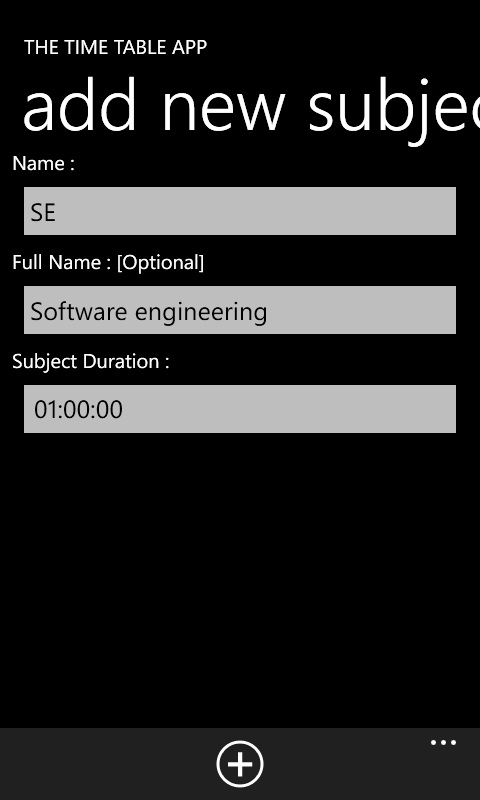 THE TIME TABLE APP
add new subjec
Name :
SE
Full Name : [Optional]
Software engineering
Subject Duration :
01:00:00